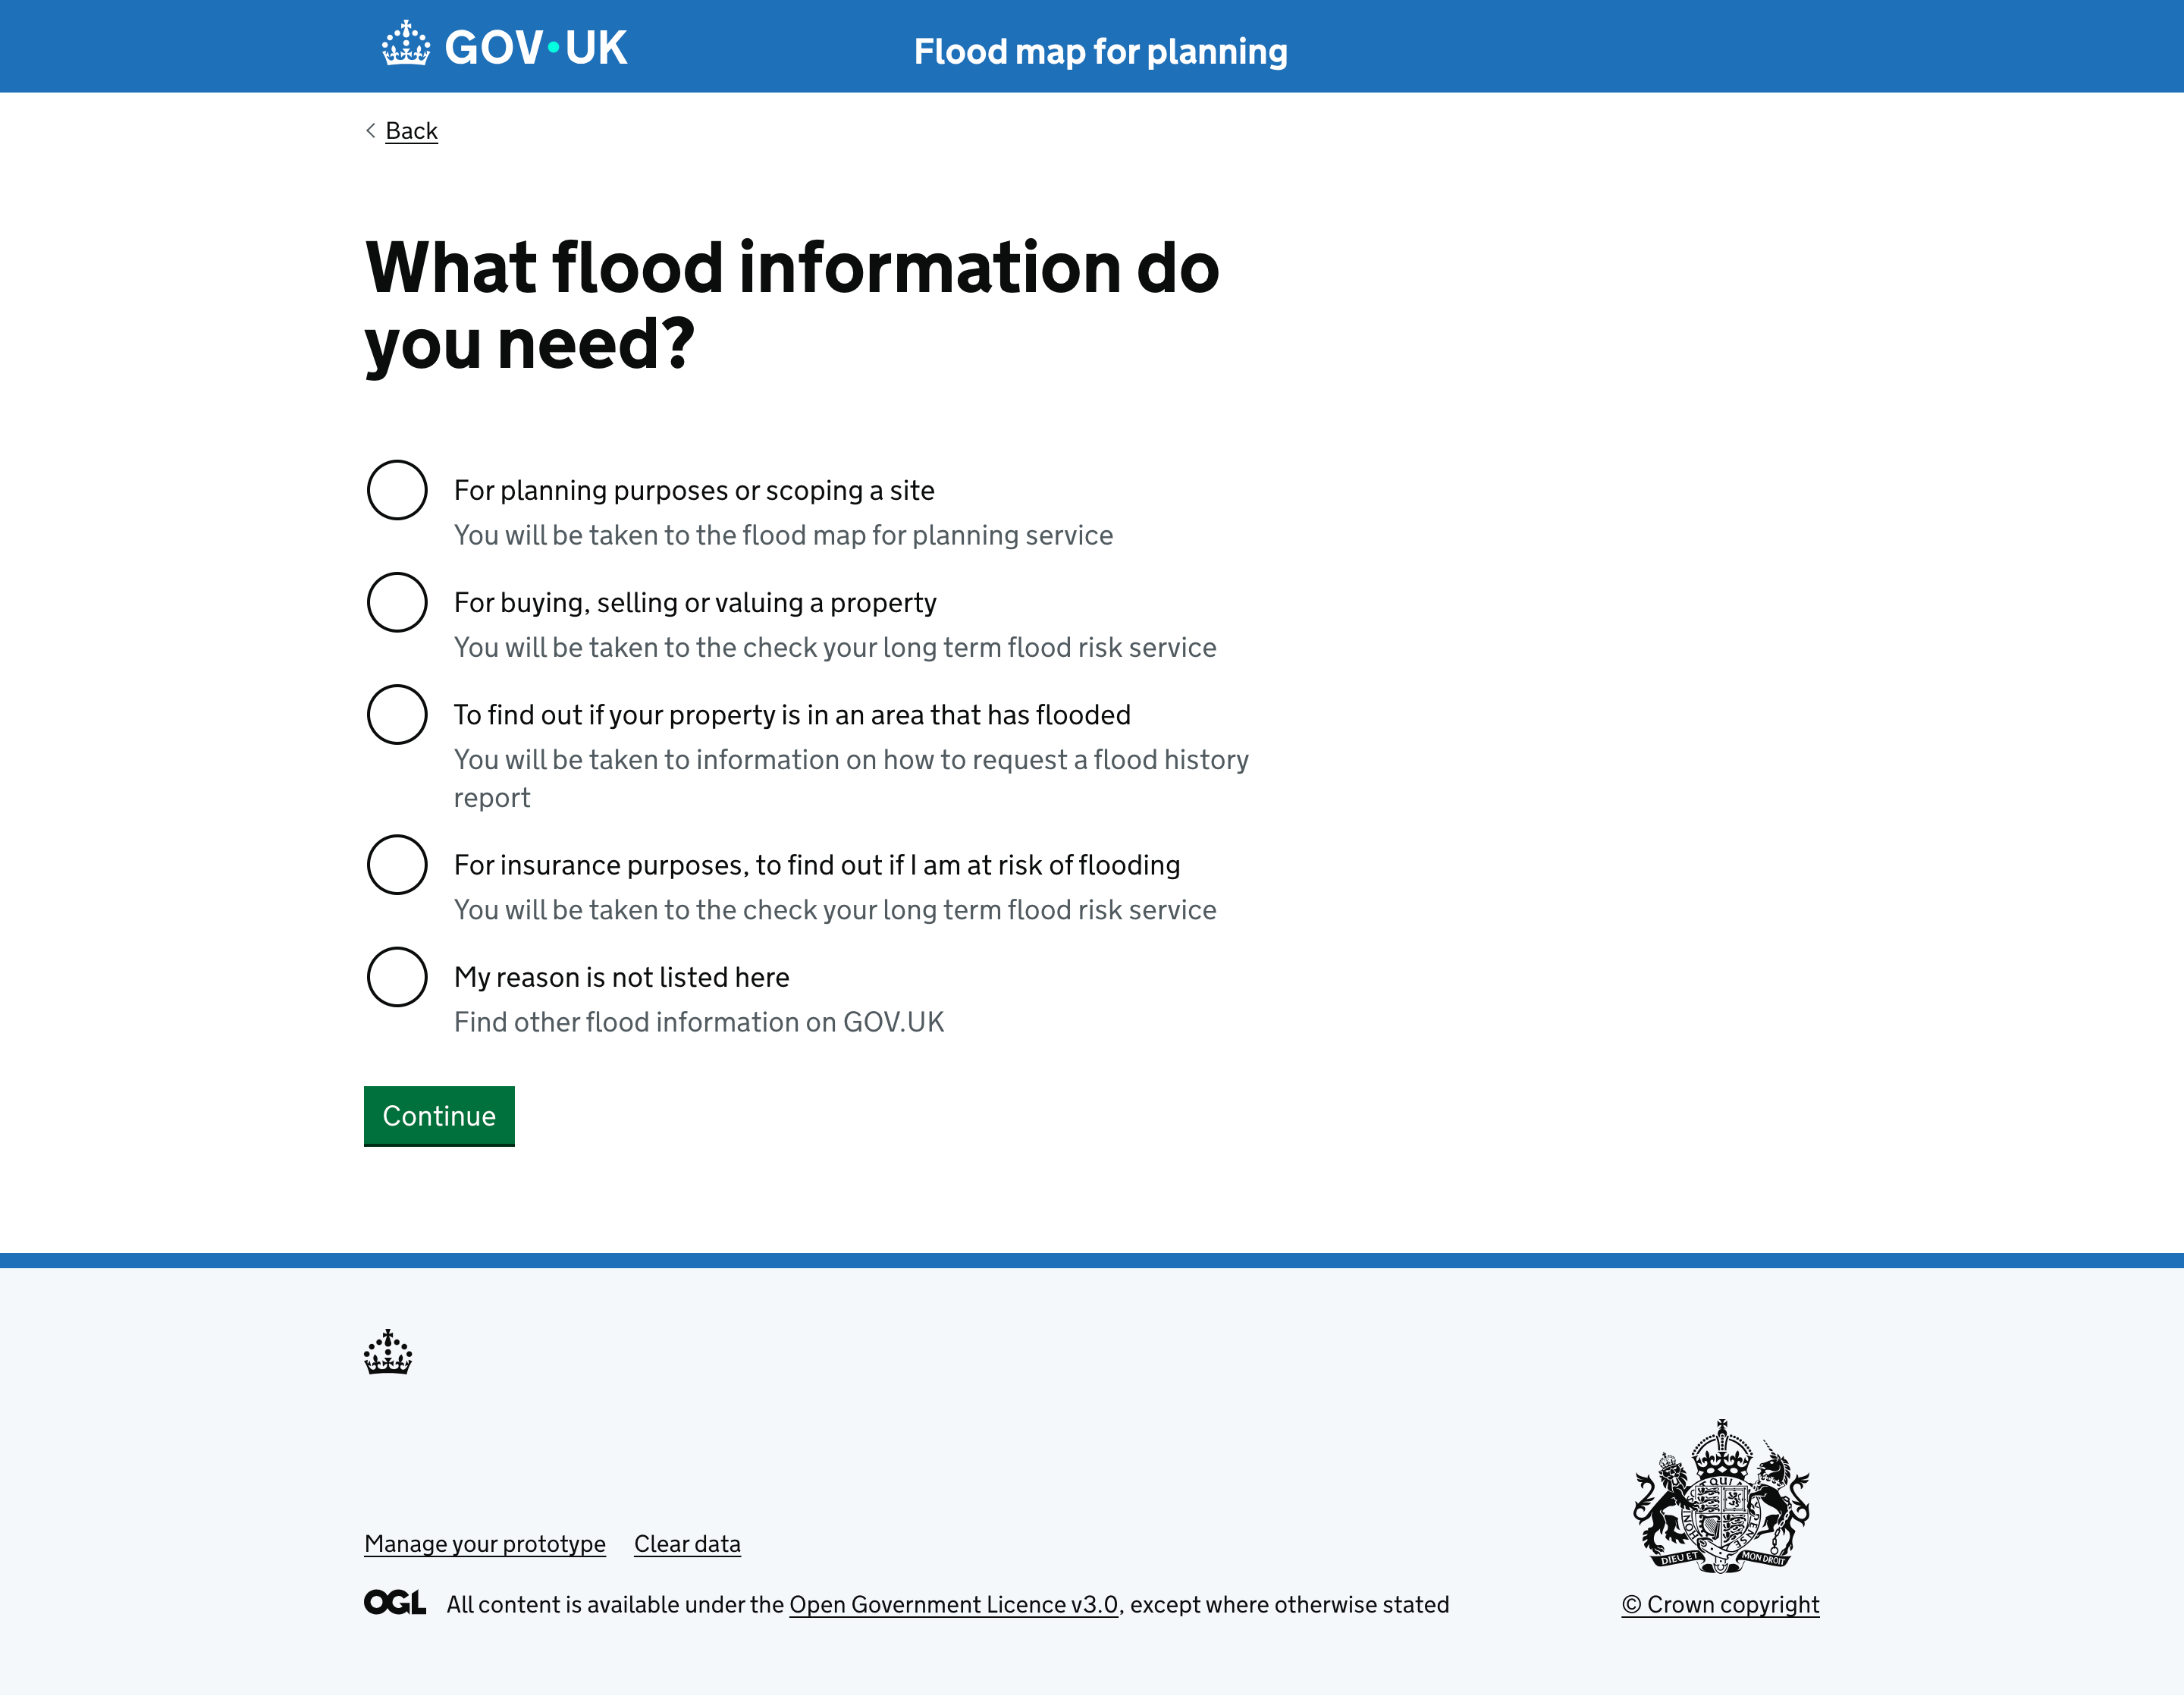 GOV·UK
Flood map for planning
Back
What flood information do
you need?
For planning purposes or scoping a site
You will be taken to the flood map for planning service
For buying, selling or valuing a property
You will be taken to the check your long term flood risk service
To find out if your property is in an area that has flooded
You will be taken to information on how to request a flood history
report
For insurance purposes, to find out if I am at risk of flooding
You will be taken to the check your long term flood risk service
My reason is not listed here
Find other flood information on GOV.UK
Continue
DIEU ET MON DROIT
Manage your prototype Clear data
OGL All content is available under the Open Government Licence v3.0, except where otherwise stated
© Crown copyright